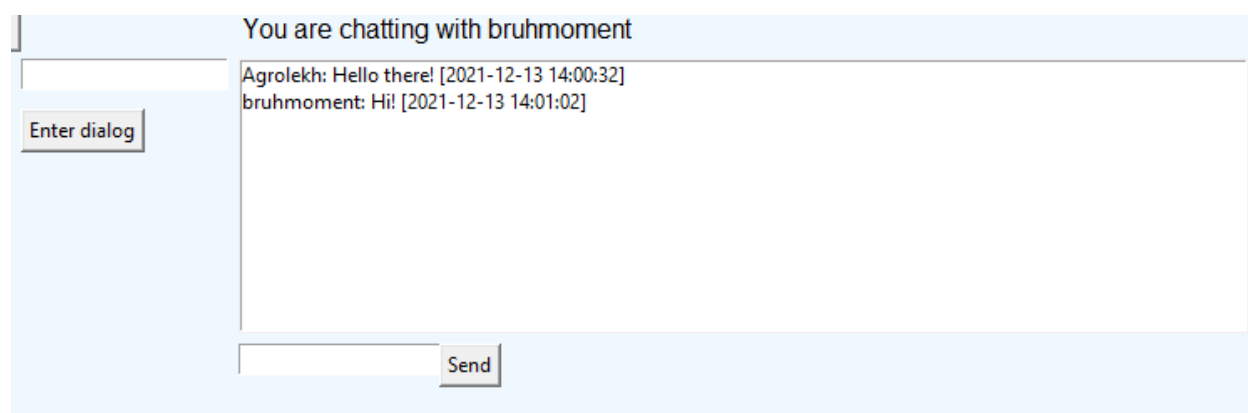 You are chatting with bruhmoment
Agrolekh: Hello there! [2021-12-13 14:00:32]
bruhmoment: Hi! [2021-12-13 14:01:02]
Enter dialog
Send